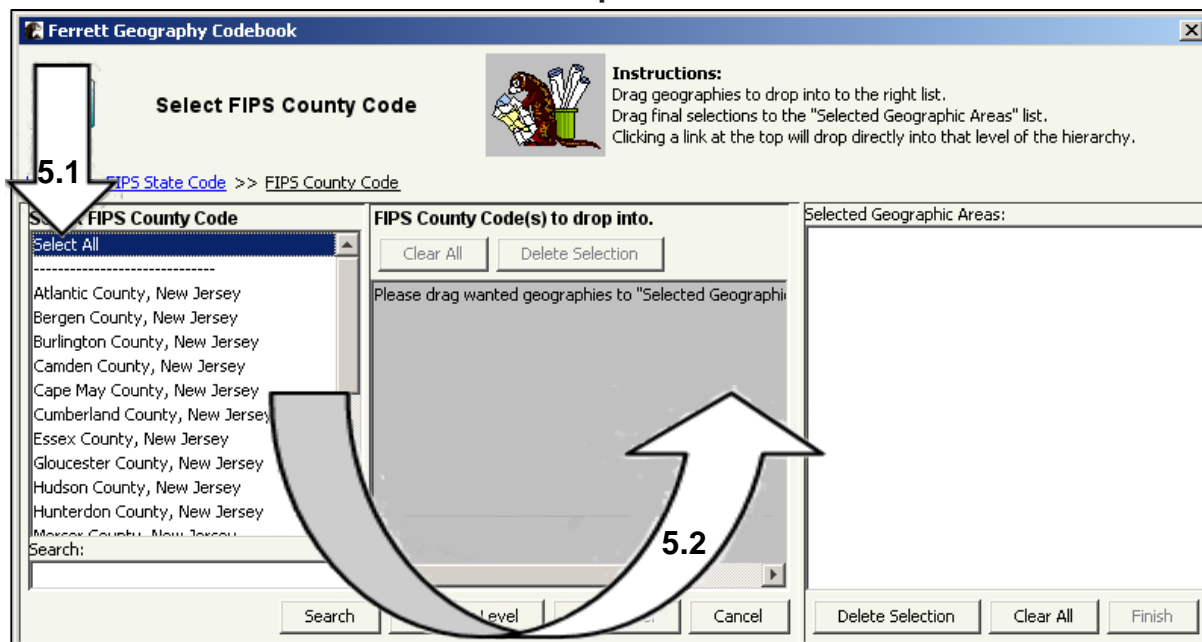 Ferrett Geography Codebook
Select FIPS County Code
Instructions:
Drag geographies to drop into to the right list.
Drag final selections to the "Selected Geographic Areas" list.
Clicking a link at the top will drop directly into that level of the hierarchy.
5.1
FIPS State Code >> FIPS County Code
FIPS County Code
Select All
------------------------------
Atlantic County, New Jersey
Bergen County, New Jersey
Burlington County, New Jersey
Camden County, New Jersey
Cape May County, New Jersey
Cumberland County, New Jersey
Essex County, New Jersey
Gloucester County, New Jersey
Hudson County, New Jersey
Hunterdon County, New Jersey
Mercer County, New Jersey
Search:
Search
Level
Cancel
FIPS County Code(s) to drop into.
Clear All
Delete Selection
Please drag wanted geographies to "Selected Geographi
5.2
Selected Geographic Areas:
Delete Selection
Clear All
Finish